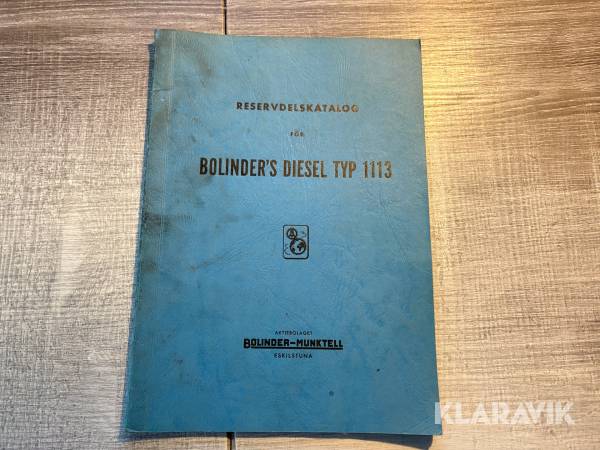 RESERVDELSKATALOG
FÖR
BOLINDER'S DIESEL TYP 1113
AKTIEBOLAGET
BOLINDER-MUNKTELL
ESKILSTUNA
KLARAVIK